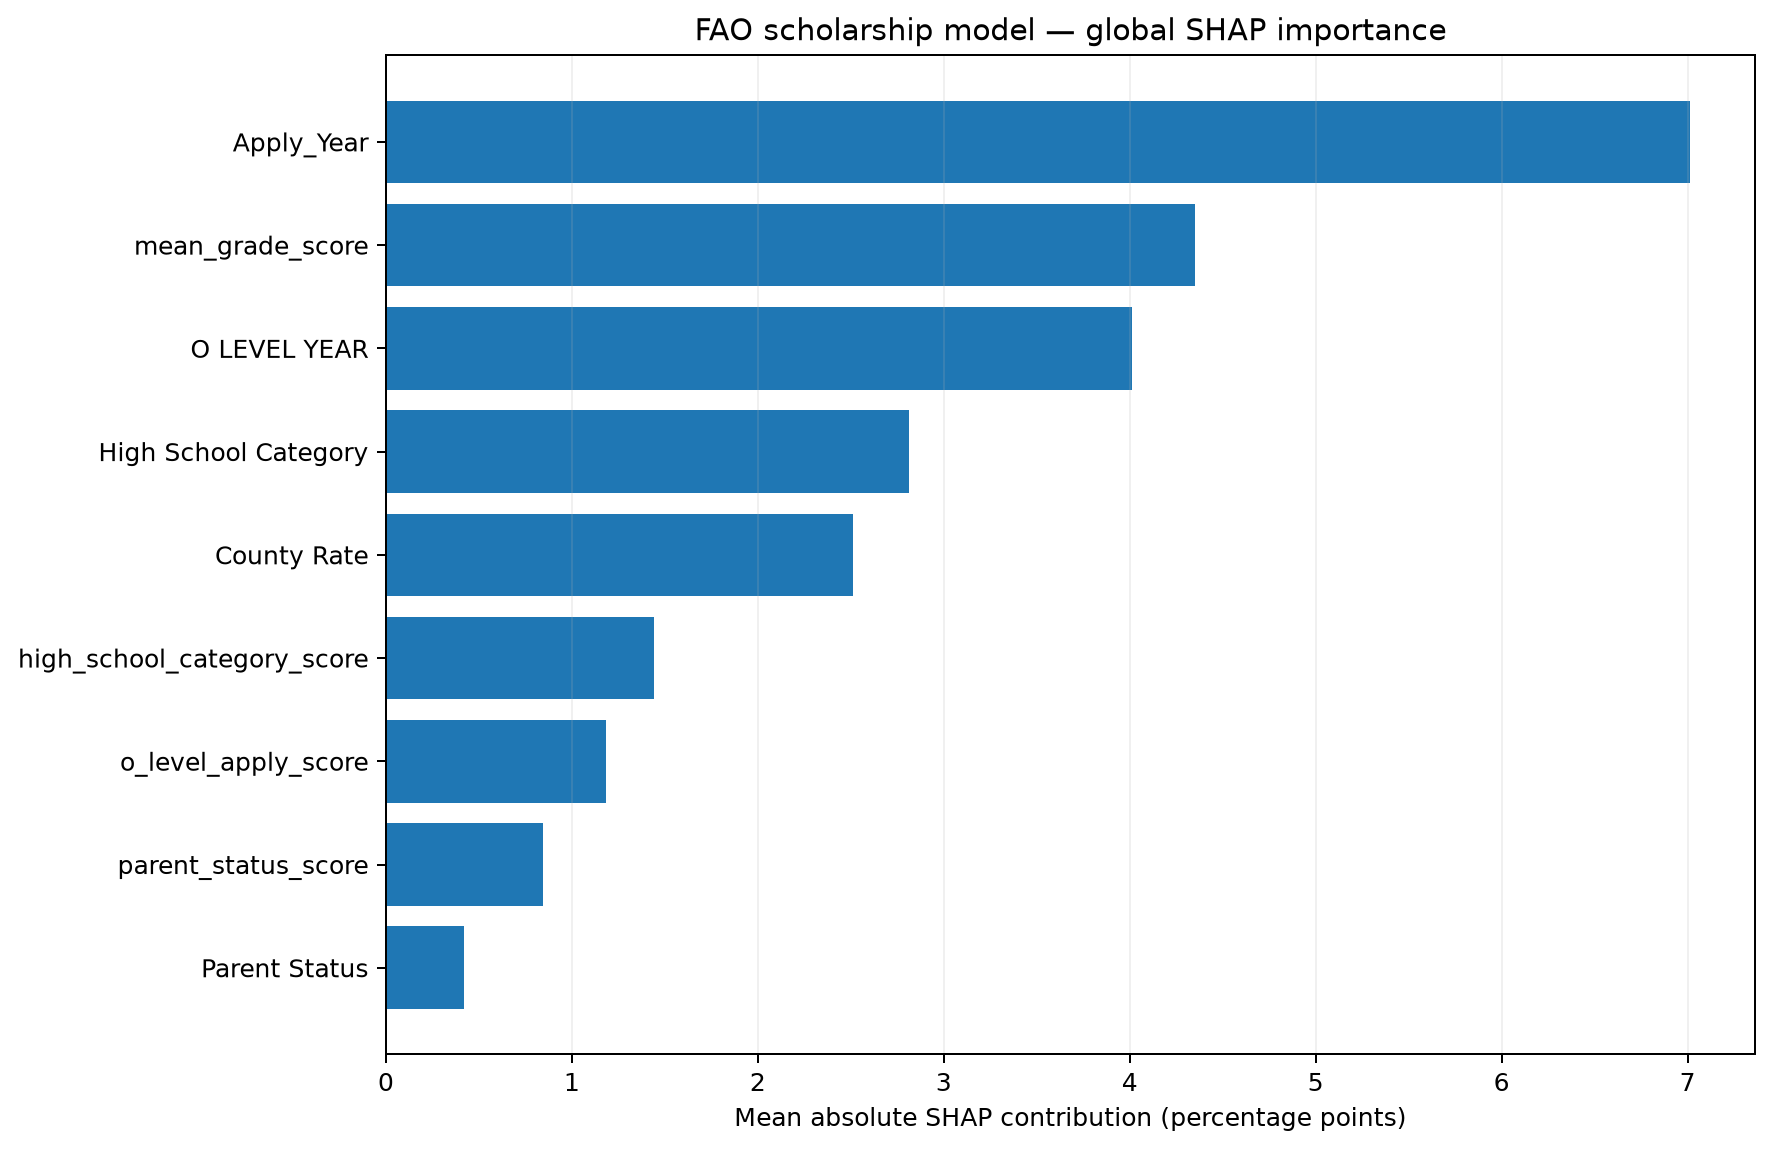 FAO scholarship model — global SHAP importance
Apply_Year
mean_grade_score
O LEVEL YEAR
High School Category
County Rate
high_school_category_score
o_level_apply_score
parent_status_score
Parent Status
0 1 2 3 4 5 6 7
Mean absolute SHAP contribution (percentage points)